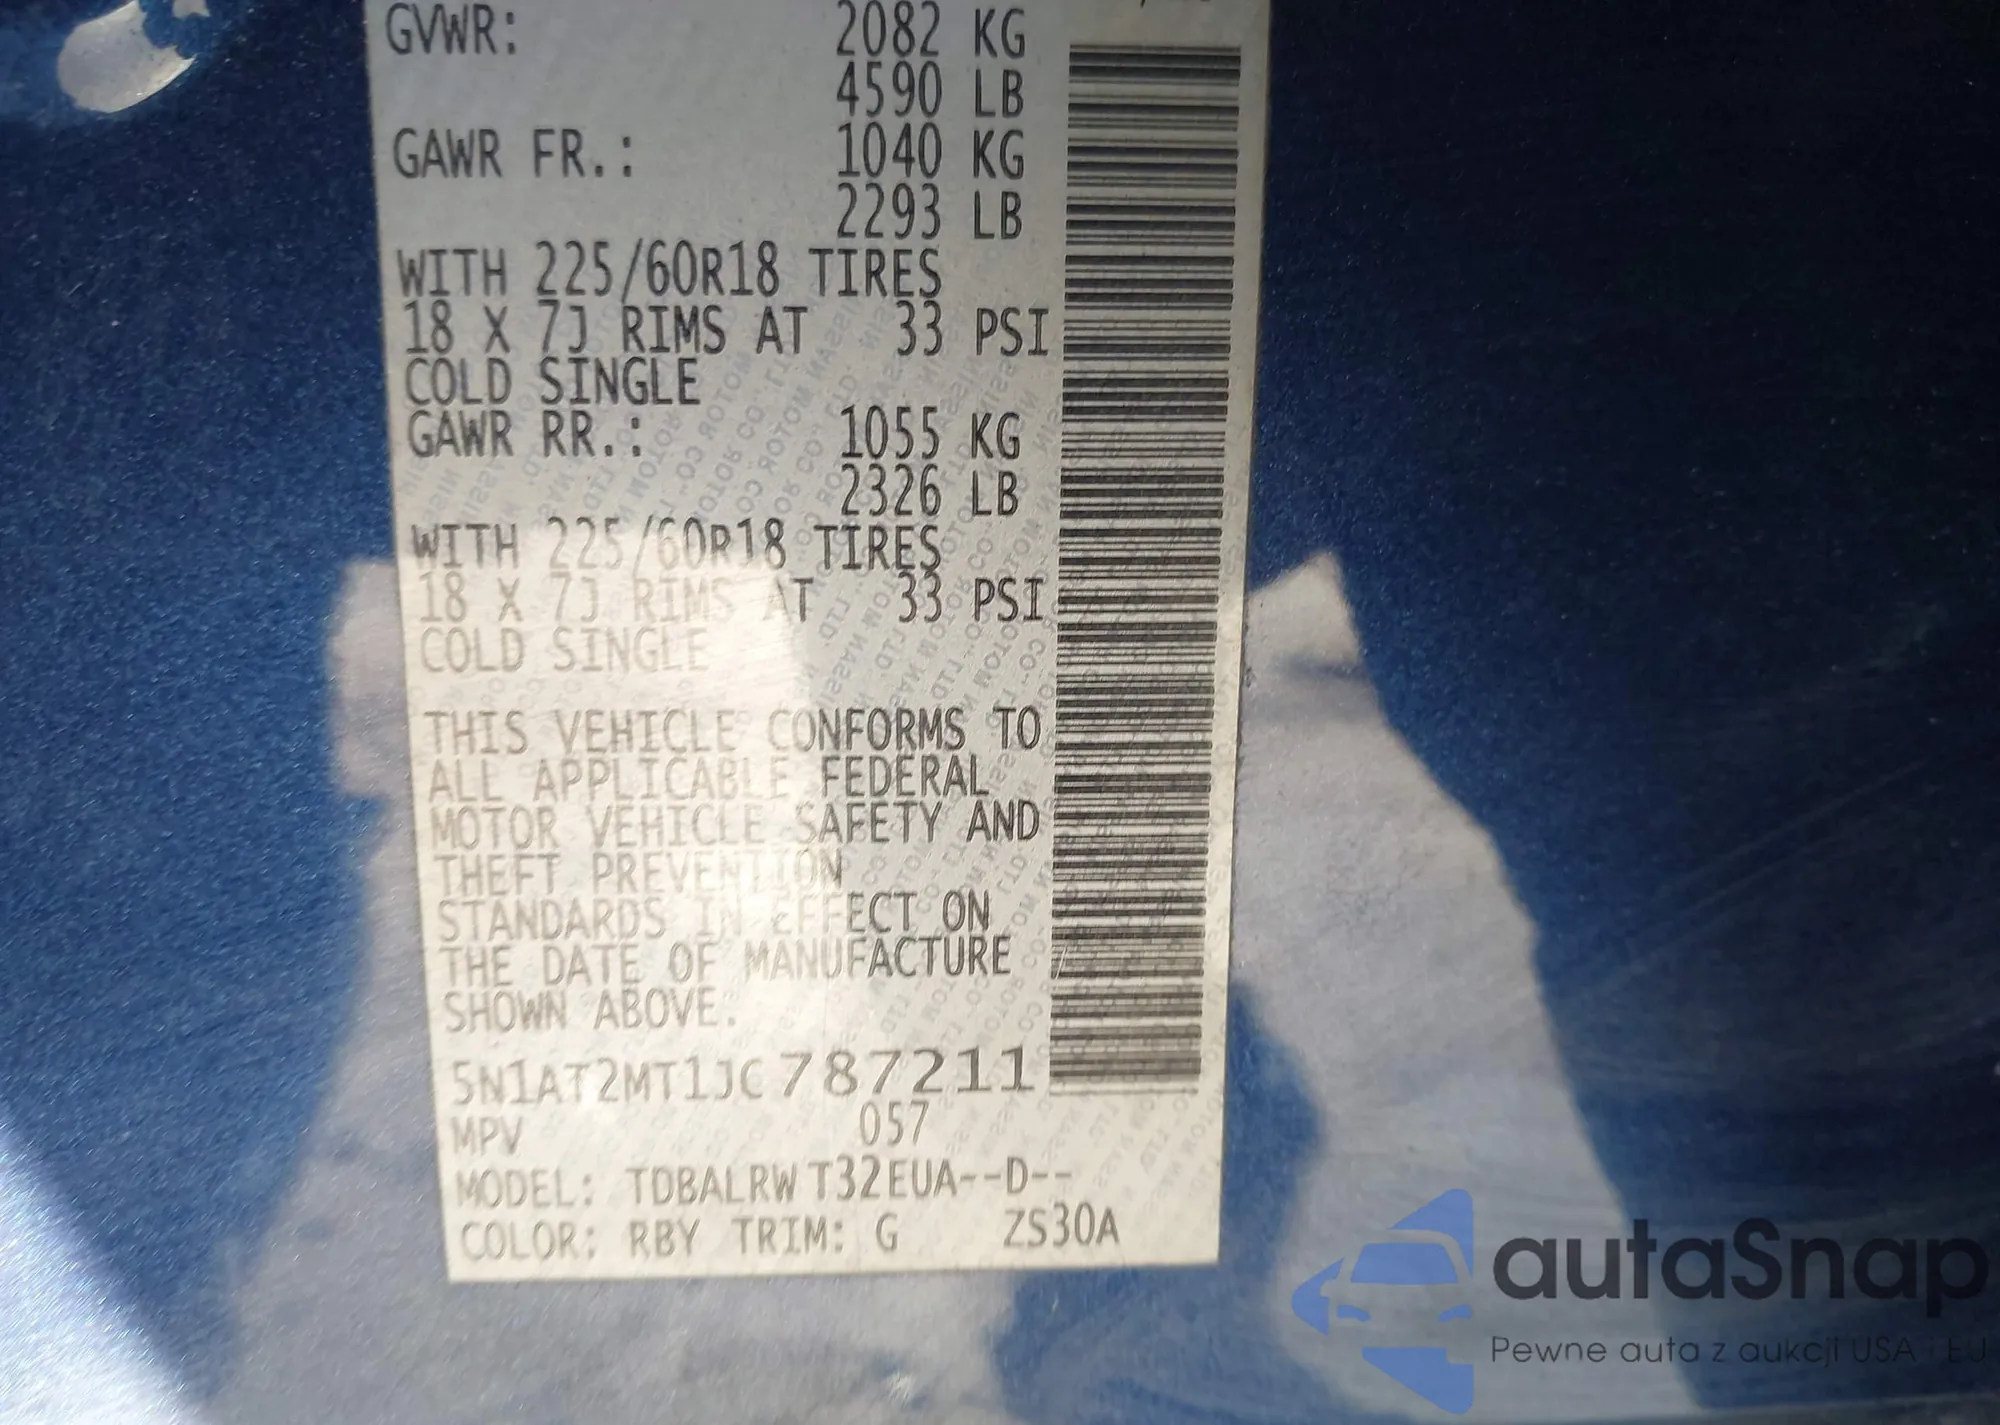 GVWR: 2082 KG
4590 LB
GAWR FR.: 1040 KG
2293 LB
WITH 225/60R18 TIRES
18 X 7J RIMS AT 33 PSI
COLD SINGLE
GAWR RR.: 1055 KG
2326 LB
WITH 225/60R18 TIRES
18 X 7J RIMS AT 33 PSI
COLD SINGLE
THIS VEHICLE CONFORMS TO
ALL APPLICABLE FEDERAL
MOTOR VEHICLE SAFETY AND
THEFT PREVENTION
STANDARDS IN EFFECT ON
THE DATE OF MANUFACTURE
SHOWN ABOVE.
5N1AT2MT1JC787211
MPV 057
MODEL: TDBALRWT32EUA--D--
COLOR: RBY TRIM: G ZS30A
autaSnap
Pewne auta z aukcji USA i EU